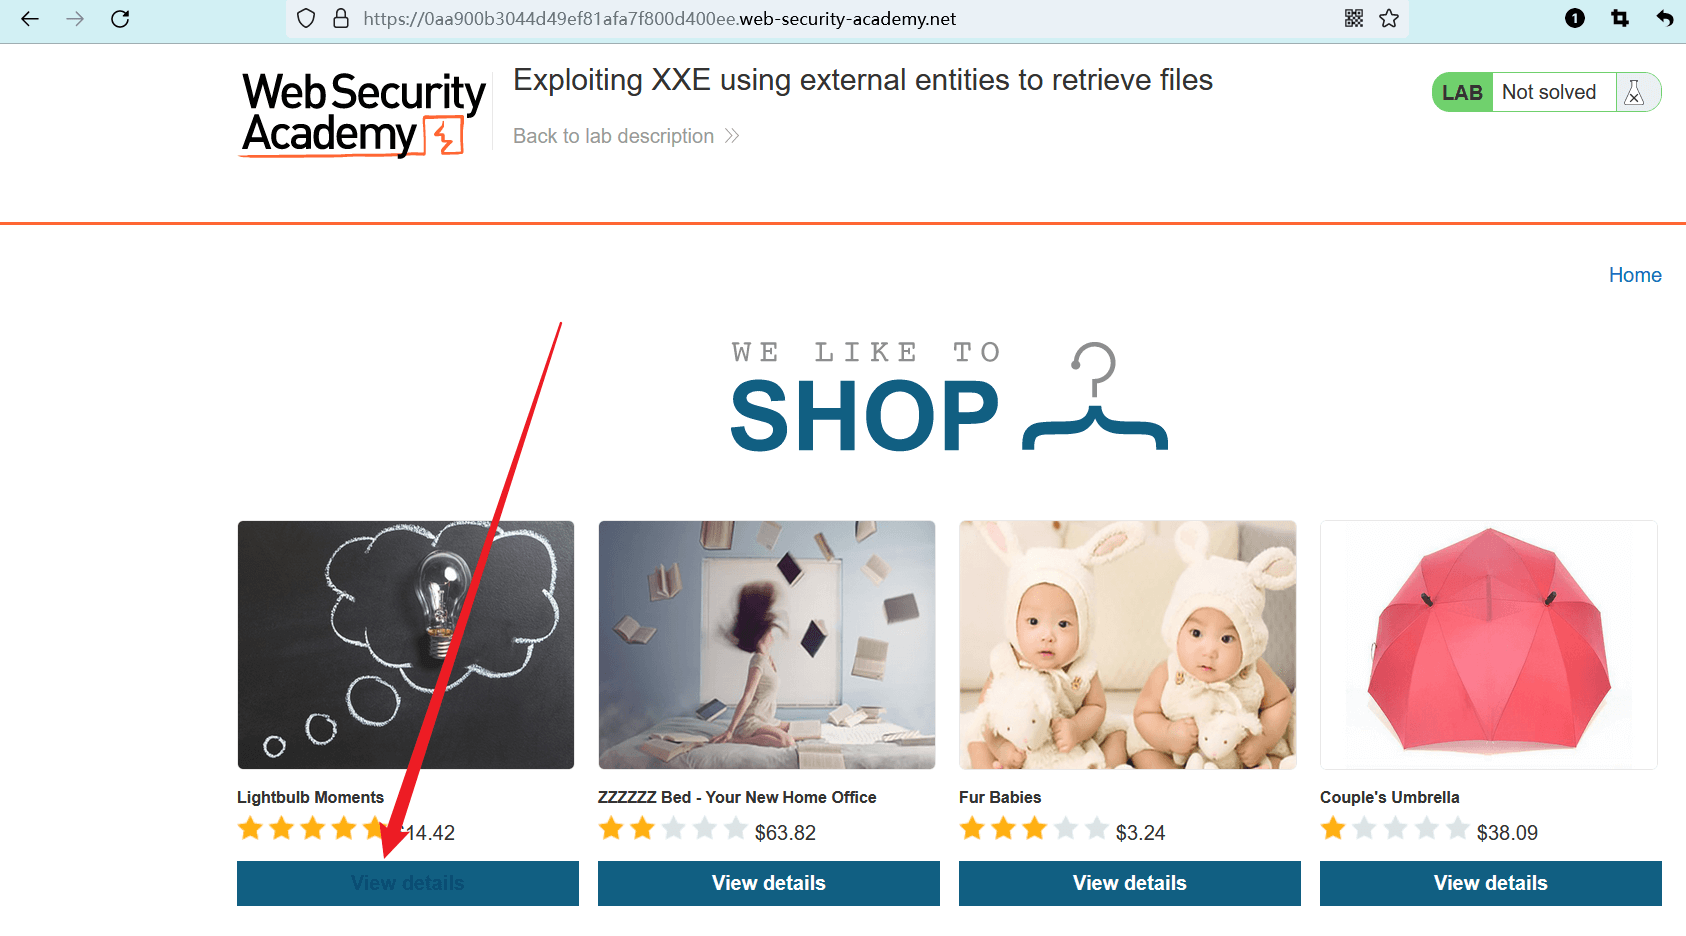 https://0aa900b3044d49ef81afa7f800d400ee.web-security-academy.net
1
Web Security
Academy
Exploiting XXE using external entities to retrieve files
Back to lab description
LAB Not solved
Home
WE LIKE TO
SHOP
Lightbulb Moments
$14.42
View details
ZZZZZZ Bed - Your New Home Office
$63.82
View details
Fur Babies
$3.24
View details
Couple's Umbrella
$38.09
View details